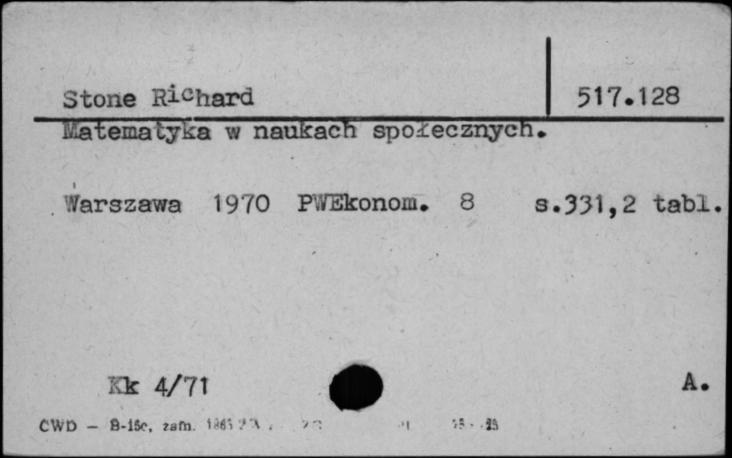 Stone Richard 517.128
Matematyka w naukach społecznych.
Warszawa 1970 PWEkonom. 8 s.331,2 tabl.
Kk 4/71 A.
CWD — B-15c, zam.